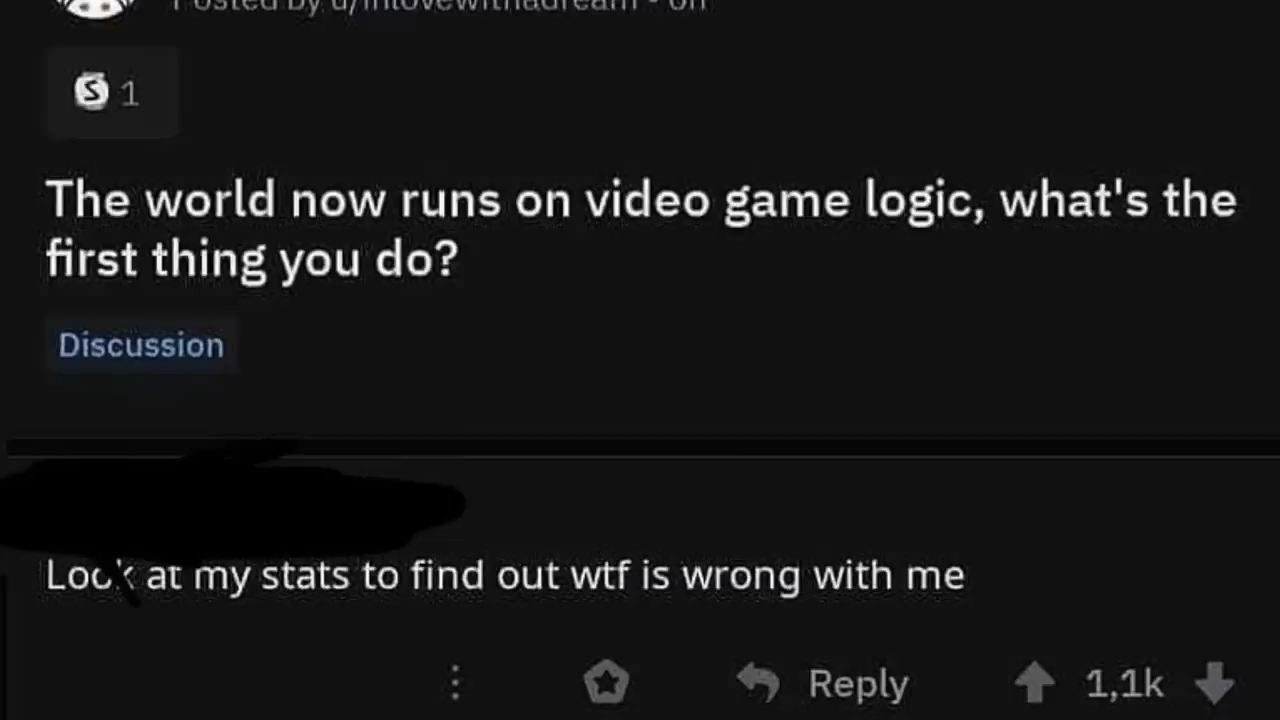 Posted by u/inlovewithadream • 6h
1
The world now runs on video game logic, what's the
first thing you do?
Discussion
Look at my stats to find out wtf is wrong with me
Reply
1,1k